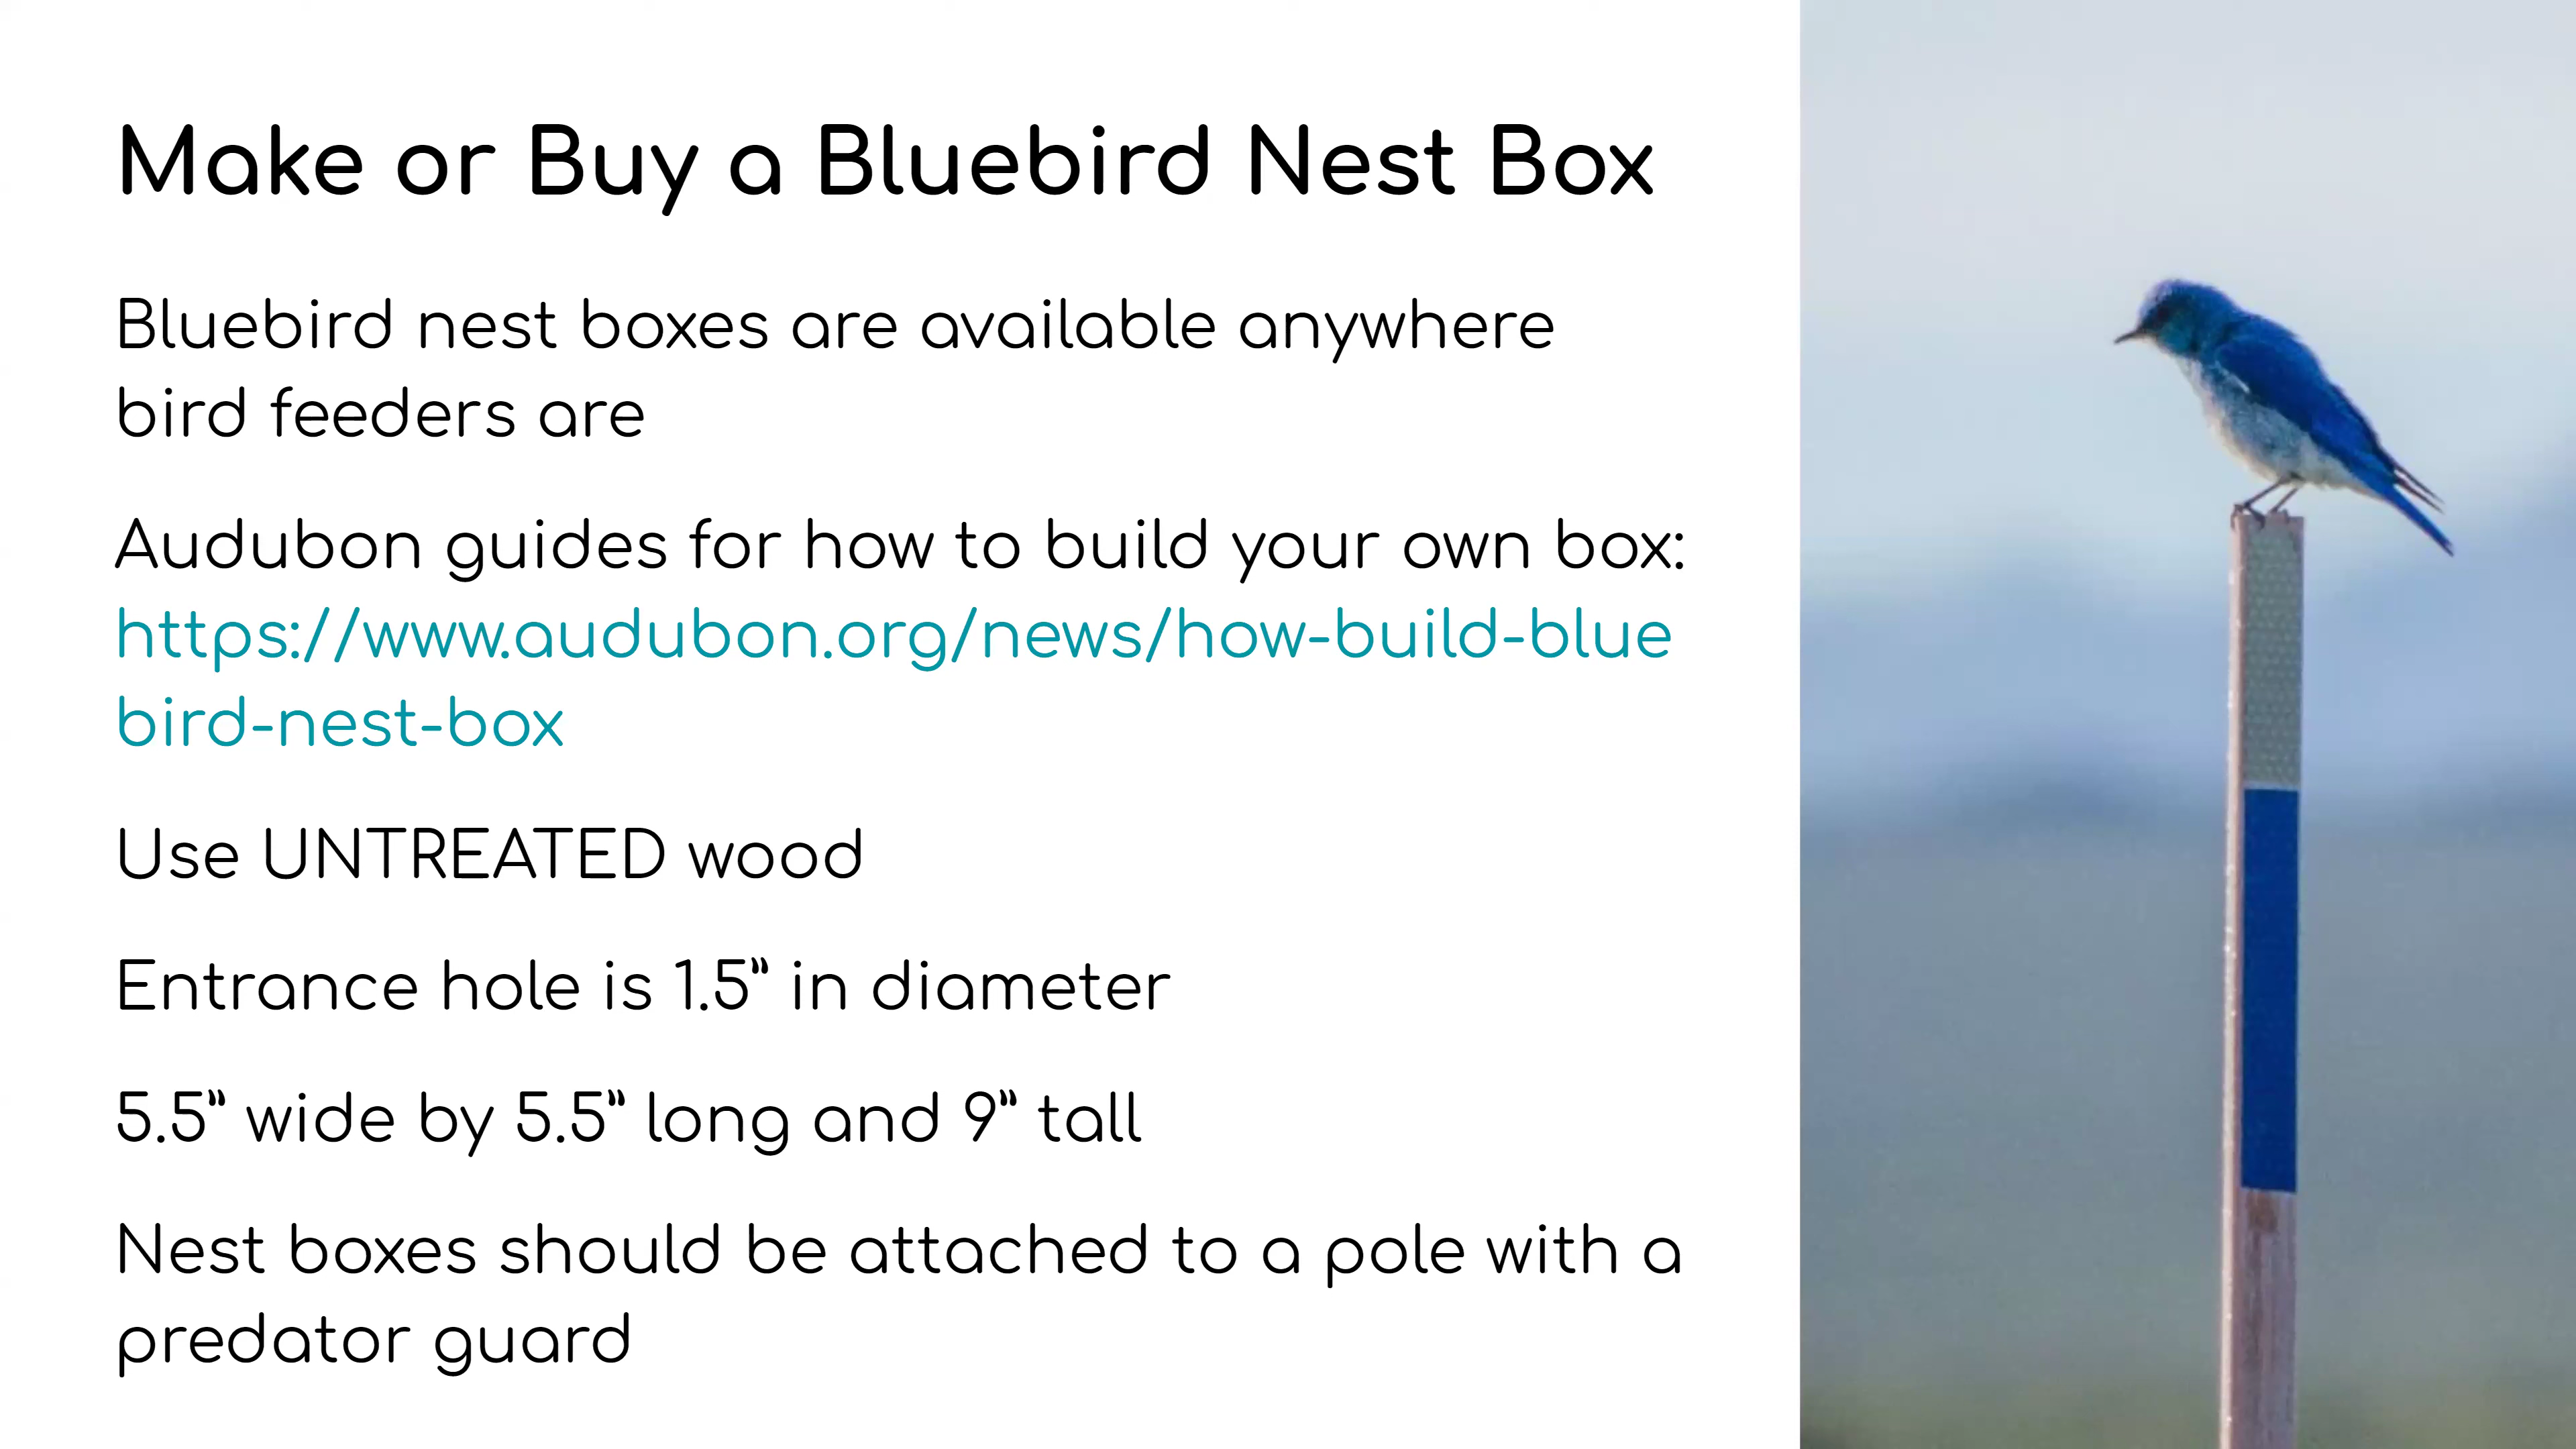 Make or Buy a Bluebird Nest Box
Bluebird nest boxes are available anywhere
bird feeders are
Audubon guides for how to build your own box:
https://www.audubon.org/news/how-build-blue
bird-nest-box
Use UNTREATED wood
Entrance hole is 1.5” in diameter
5.5” wide by 5.5” long and 9” tall
Nest boxes should be attached to a pole with a
predator guard